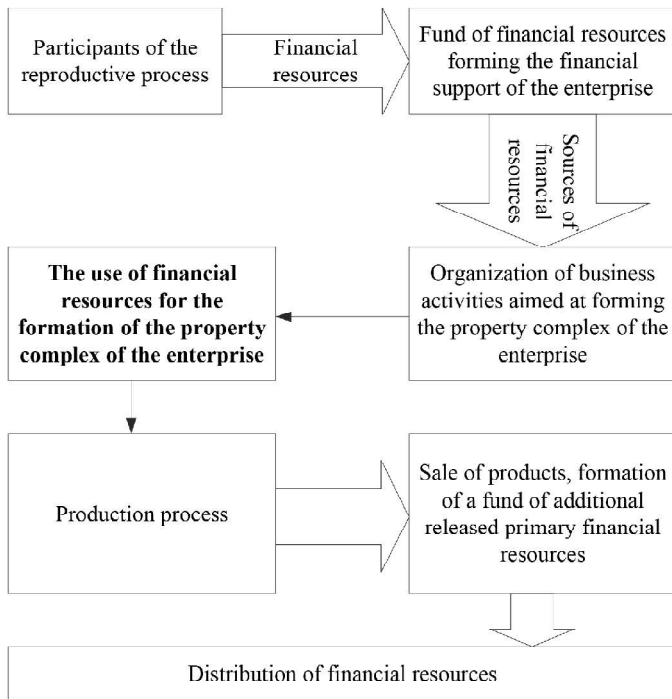 Participants of the
reproductive process
Financial
resources
Fund of financial resources
forming the financial
support of the enterprise
Sources of
financial
resources
The use of financial
resources for the
formation of the property
complex of the enterprise
Organization of business
activities aimed at forming
the property complex of the
enterprise
Production process
Sale of products, formation
of a fund of additional
released primary financial
resources
Distribution of financial resources